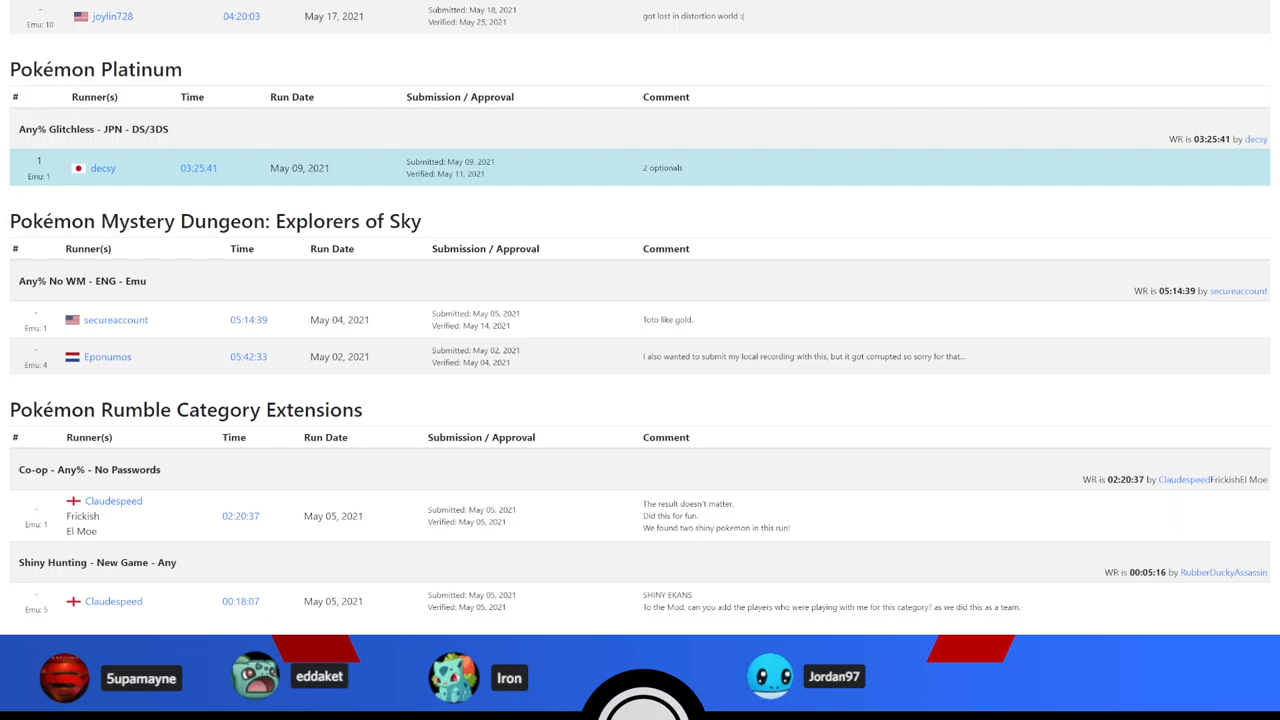 -
Emu: 10 joylin728 04:20:03 May 17, 2021 Submitted: May 18, 2021 got lost in distortion world :(
Verified: May 25, 2021
Pokémon Platinum
# Runner(s) Time Run Date Submission / Approval Comment
Any% Glitchless - JPN - DS/3DS
WR is 03:25:41 by decsy
1 decsy 03:25:41 May 09, 2021 Submitted: May 09, 2021 2 optionals
Emu: 1 Verified: May 11, 2021
Pokémon Mystery Dungeon: Explorers of Sky
# Runner(s) Time Run Date Submission / Approval Comment
Any% No WM - ENG - Emu
WR is 05:14:39 by secureaccount
- secureaccount 05:14:39 May 04, 2021 Submitted: May 05, 2021 Toto like gold.
Emu: 1 Verified: May 14, 2021
- Eponumos 05:42:33 May 02, 2021 Submitted: May 02, 2021 I also wanted to submit my local recording with this, but it got corrupted so sorry for that...
Emu: 4 Verified: May 04, 2021
Pokémon Rumble Category Extensions
# Runner(s) Time Run Date Submission / Approval Comment
Co-op - Any% - No Passwords
WR is 02:20:37 by ClaudespeedFrickishEl Moe
Claudespeed The result doesn't matter.
- Frickish 02:20:37 May 05, 2021 Submitted: May 05, 2021 Did this for fun.
Emu: 1 El Moe Verified: May 05, 2021 We found two shiny pokemon in this run!
Shiny Hunting - New Game - Any
WR is 00:05:16 by RubberDuckyAssassin
- Claudespeed 00:18:07 May 05, 2021 Submitted: May 05, 2021 SHINY EKANS
Emu: 5 Verified: May 05, 2021 To the Mod, can you add the players who were playing with me for this category? as we did this as a team.
5upamayne eddaket Iron Jordan97